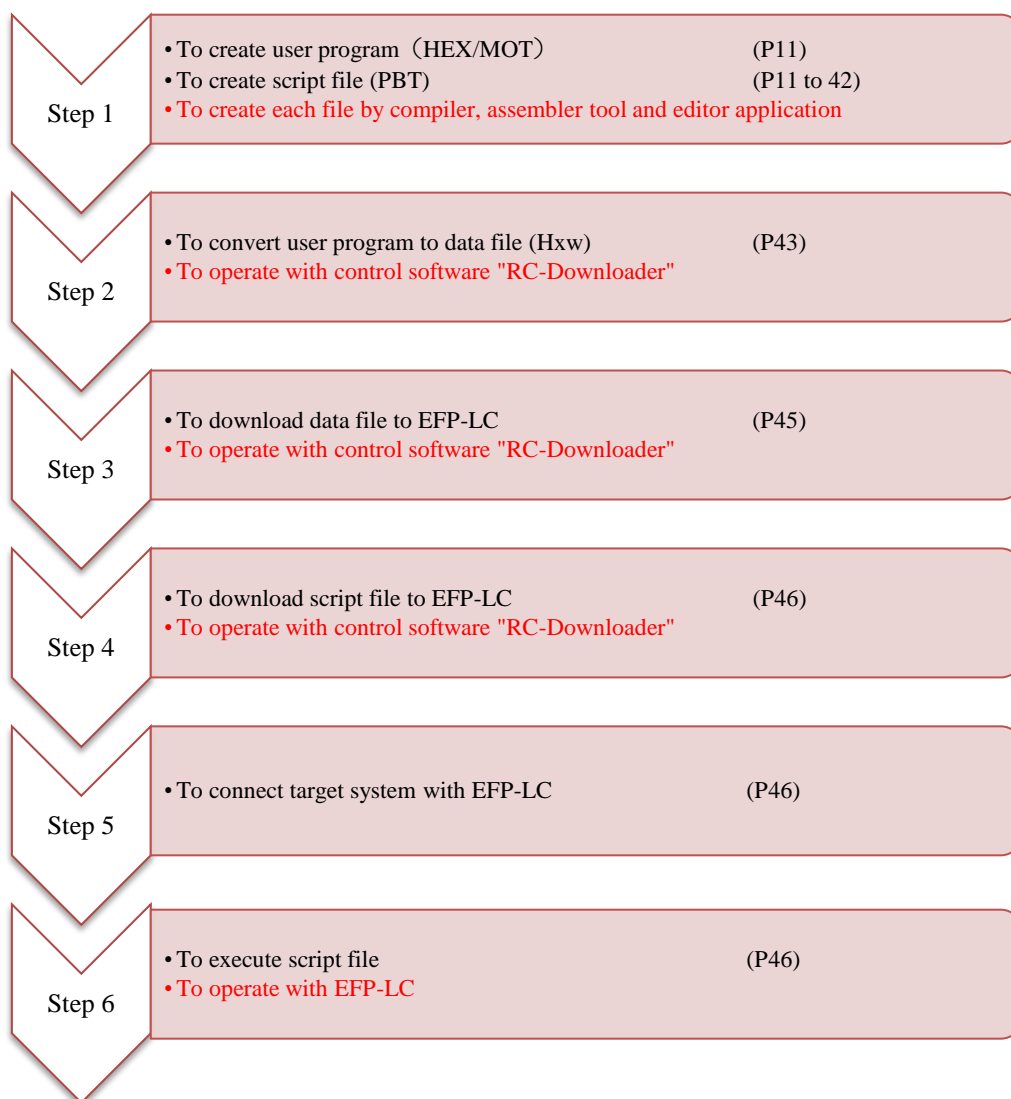 Step 1
• To create user program（HEX/MOT） (P11)
• To create script file (PBT) (P11 to 42)
• To create each file by compiler, assembler tool and editor application
Step 2
• To convert user program to data file (Hxw) (P43)
• To operate with control software "RC-Downloader"
Step 3
• To download data file to EFP-LC (P45)
• To operate with control software "RC-Downloader"
Step 4
• To download script file to EFP-LC (P46)
• To operate with control software "RC-Downloader"
Step 5
• To connect target system with EFP-LC (P46)
Step 6
• To execute script file (P46)
• To operate with EFP-LC